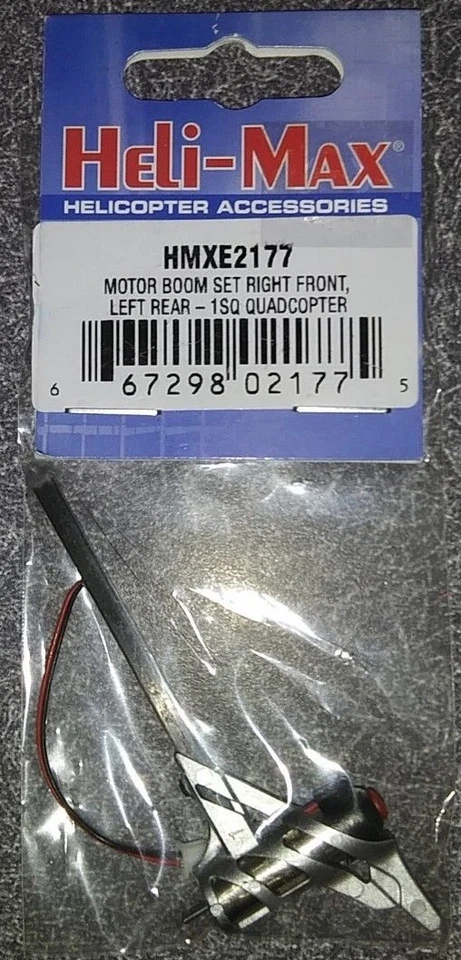 Heli-Max®
HELICOPTER ACCESSORIES
HMXE2177
MOTOR BOOM SET RIGHT FRONT,
LEFT REAR – 1SQ QUADCOPTER
6 67298 02177 5